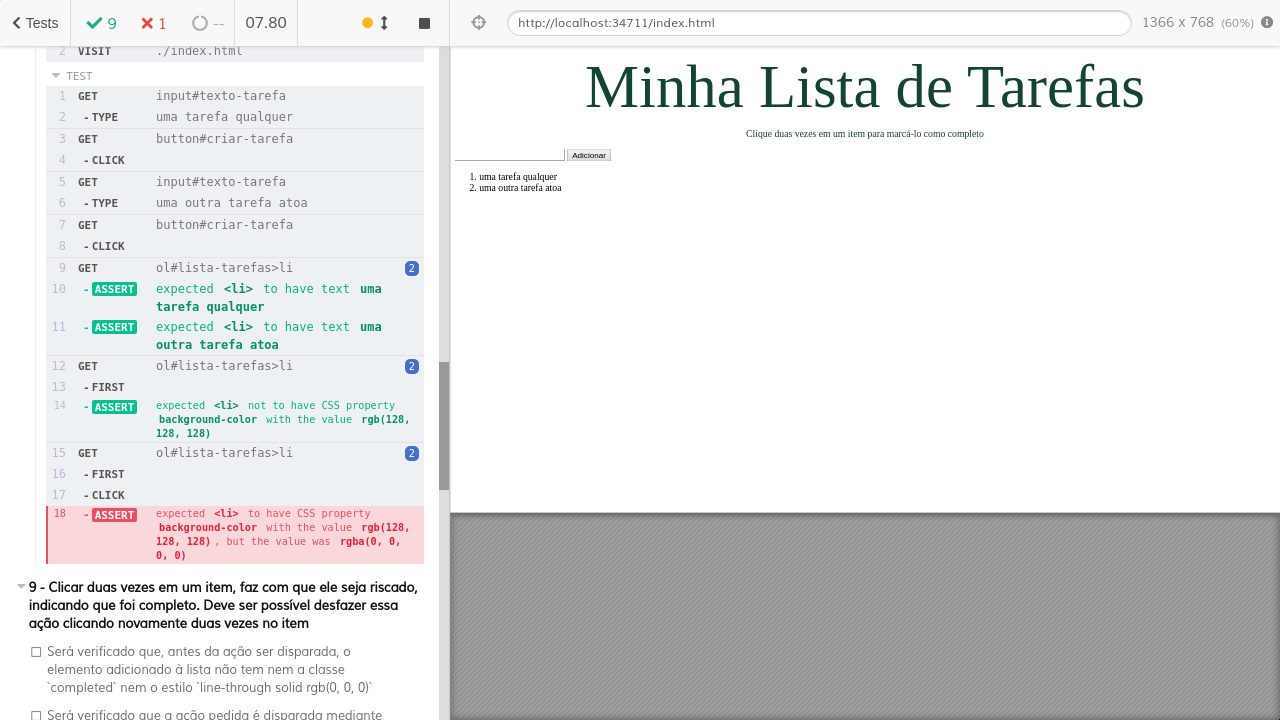 Tests 9 1 -- 07.80 http://localhost:34711/index.html 1366 x 768 (60%)
2 VISIT ./index.html
TEST
1 GET input#texto-tarefa
2 -TYPE uma tarefa qualquer
3 GET button#criar-tarefa
4 -CLICK
5 GET input#texto-tarefa
6 -TYPE uma outra tarefa atoa
7 GET button#criar-tarefa
8 -CLICK
9 GET ol#lista-tarefas>li 2
10 -ASSERT expected <li> to have text uma
tarefa qualquer
11 -ASSERT expected <li> to have text uma
outra tarefa atoa
12 GET ol#lista-tarefas>li 2
13 -FIRST
14 -ASSERT expected <li> not to have CSS property
background-color with the value rgb(128,
128, 128)
15 GET ol#lista-tarefas>li 2
16 -FIRST
17 -CLICK
18 -ASSERT expected <li> to have CSS property
background-color with the value rgb(128,
128, 128) , but the value was rgba(0, 0,
0, 0)
9 - Clicar duas vezes em um item, faz com que ele seja riscado,
indicando que foi completo. Deve ser possível desfazer essa
ação clicando novamente duas vezes no item
Será verificado que, antes da ação ser disparada, o
elemento adicionado à lista não tem nem a classe
`completed` nem o estilo `line-through solid rgb(0, 0, 0)`
Será verificado que a ação pedida é disparada mediante
Minha Lista de Tarefas
Clique duas vezes em um item para marcá-lo como completo
Adicionar
1. uma tarefa qualquer
2. uma outra tarefa atoa